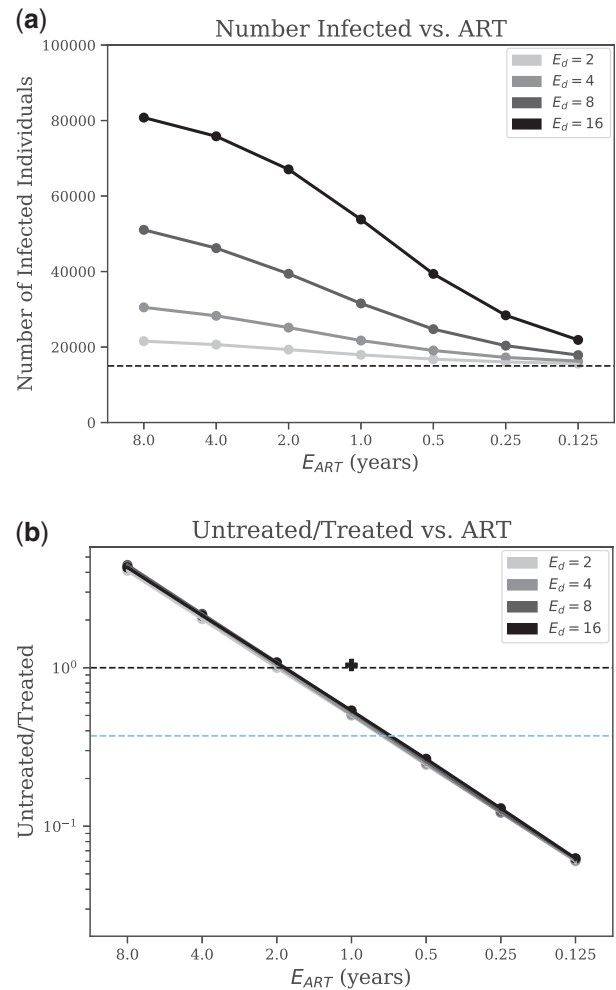 (a)
Number Infected vs. ART
100000
80000
60000
40000
20000
0
Number of Infected Individuals
E_d = 2
E_d = 4
E_d = 8
E_d = 16
8.0 4.0 2.0 1.0 0.5 0.25 0.125
E_ART (years)
(b)
Untreated/Treated vs. ART
10^0
10^-1
Untreated/Treated
E_d = 2
E_d = 4
E_d = 8
E_d = 16
8.0 4.0 2.0 1.0 0.5 0.25 0.125
E_ART (years)